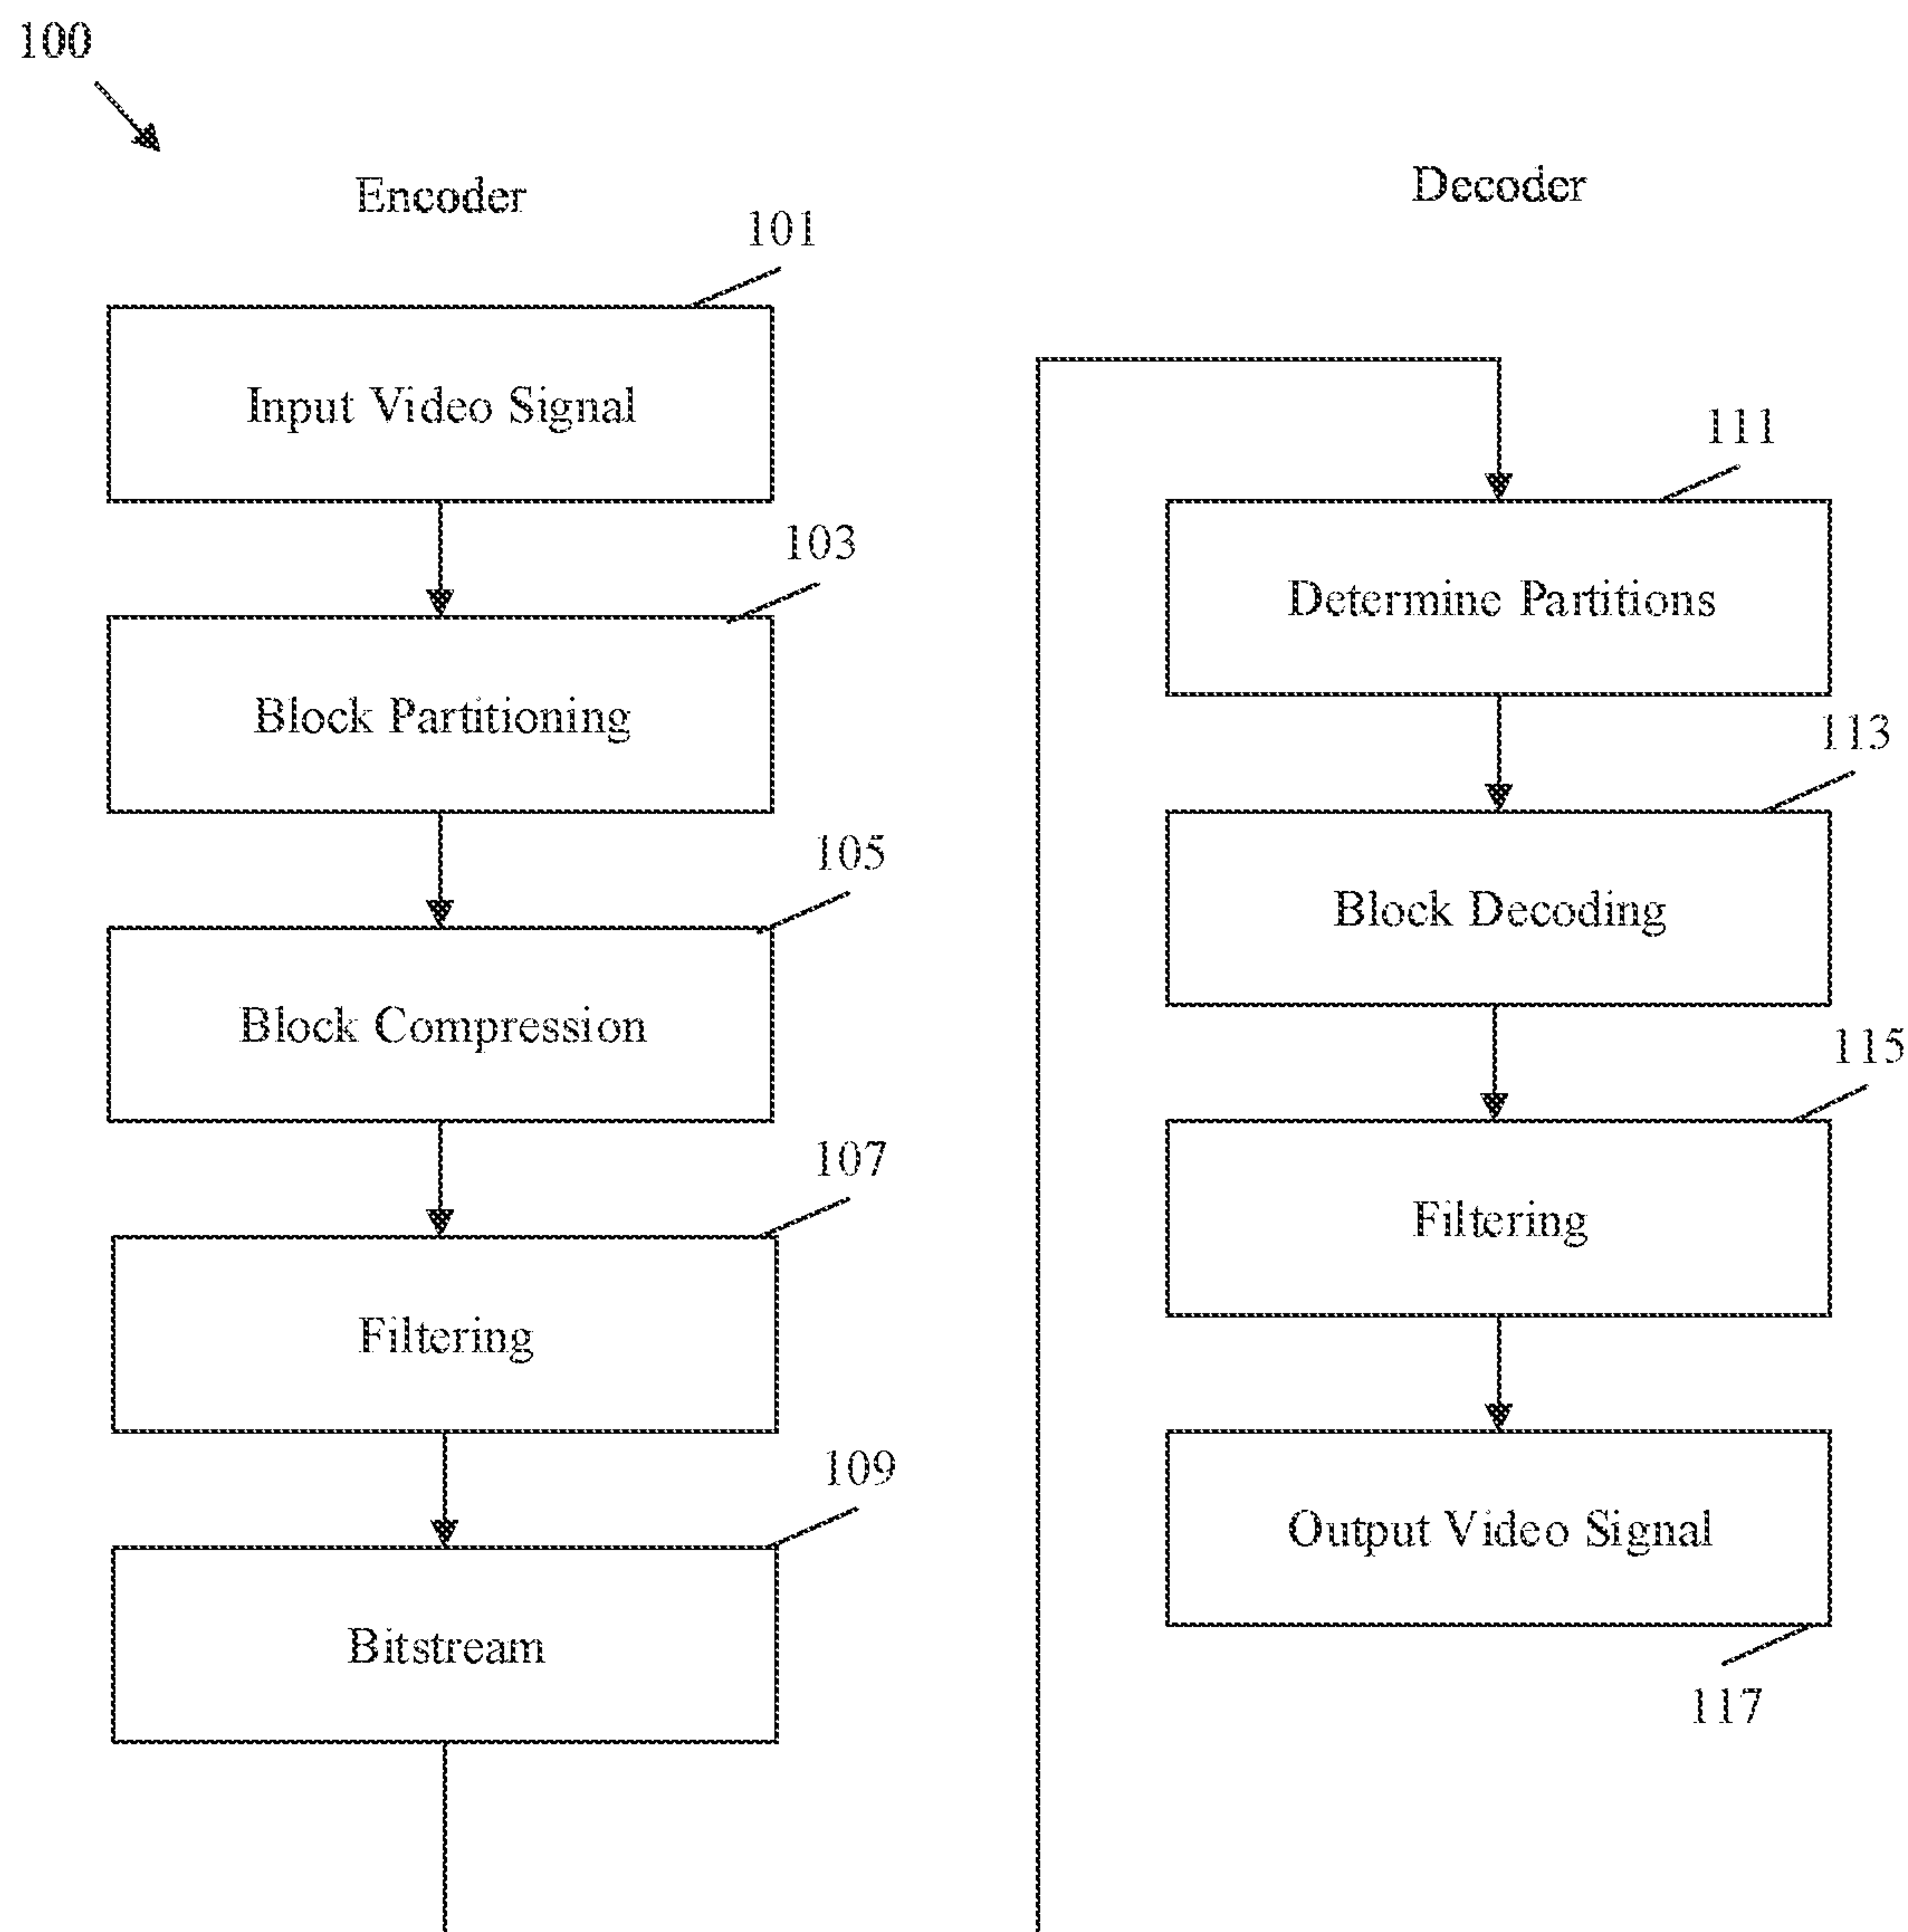 100
Encoder
101
Input Video Signal
103
Block Partitioning
105
Block Compression
107
Filtering
109
Bitstream
Decoder
111
Determine Partitions
113
Block Decoding
115
Filtering
Output Video Signal
117